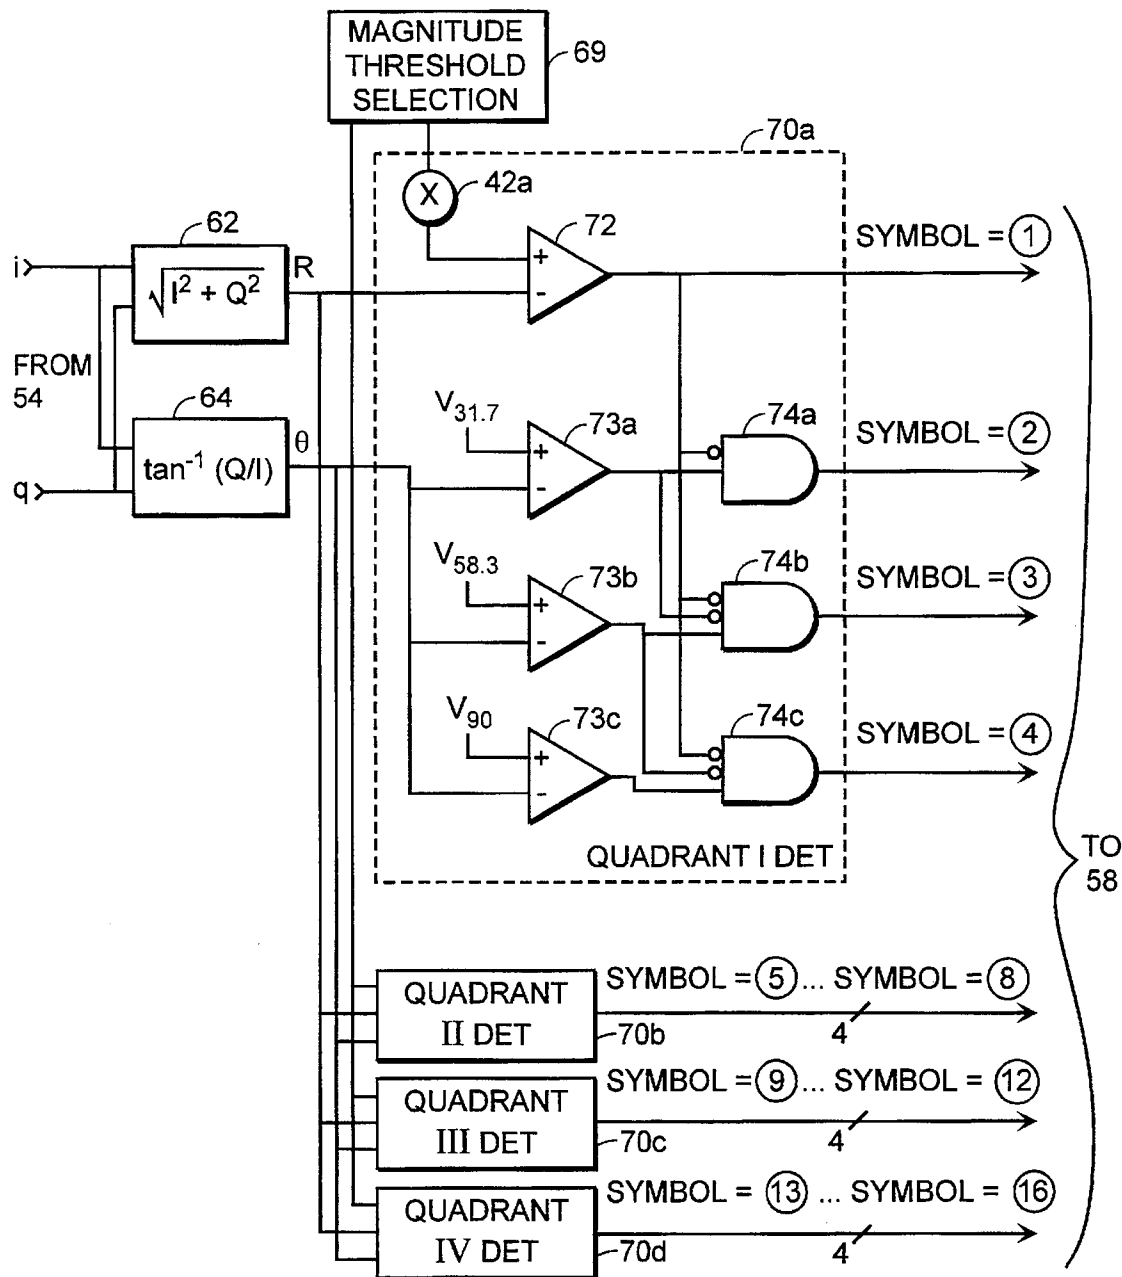 MAGNITUDE
THRESHOLD
SELECTION
69
70a
X
42a
62
i
√I² + Q²
R
72
+
-
SYMBOL = ①
FROM
54
64
q
tan⁻¹ (Q/I)
θ
V₃₁.₇
73a
+
-
74a
SYMBOL = ②
V₅₈.₃
73b
+
-
74b
SYMBOL = ③
V₉₀
73c
+
-
74c
SYMBOL = ④
QUADRANT I DET
TO
58
QUADRANT
II DET
70b
SYMBOL = ⑤ ... SYMBOL = ⑧
4
QUADRANT
III DET
70c
SYMBOL = ⑨ ... SYMBOL = ⑫
4
QUADRANT
IV DET
70d
SYMBOL = ⑬ ... SYMBOL = ⑯
4